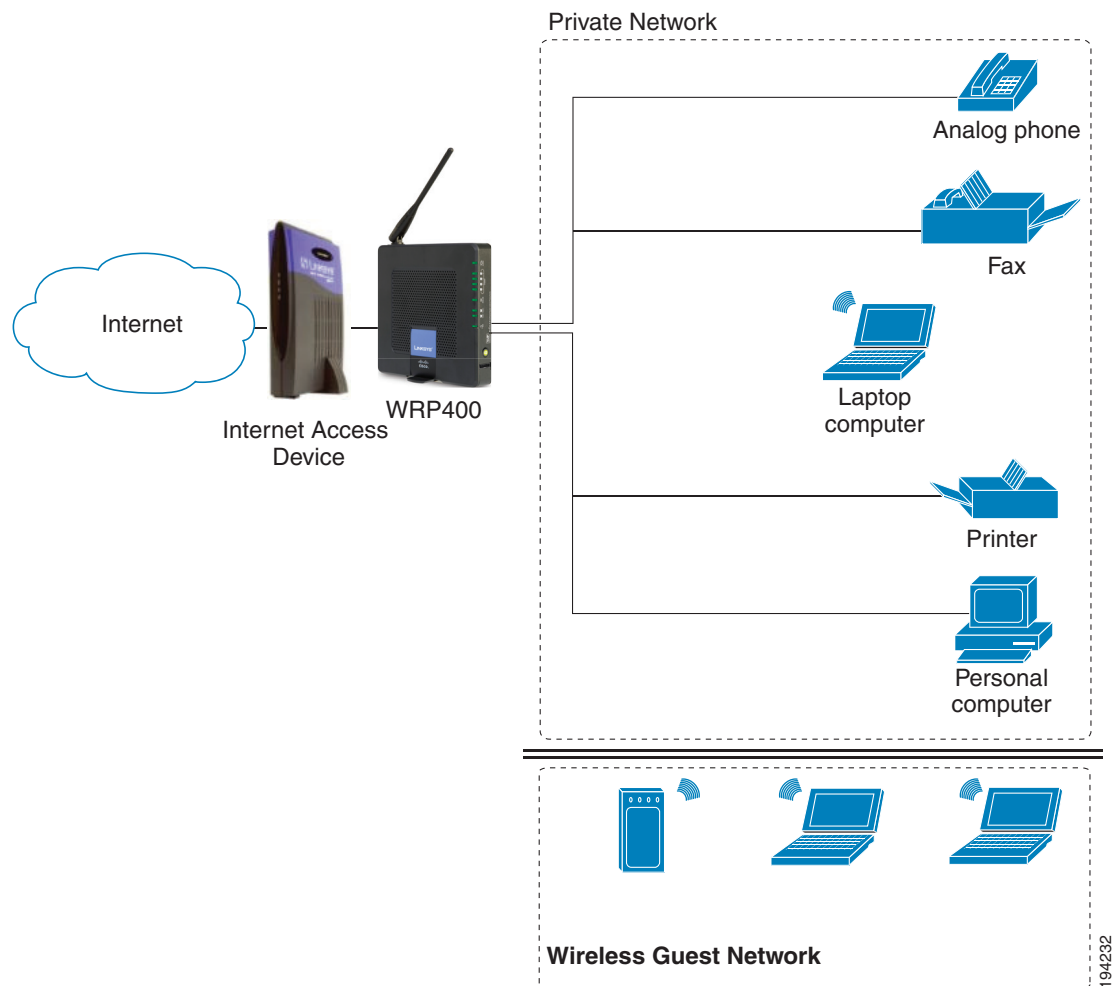 Private Network
Analog phone
Fax
Internet
Laptop
computer
WRP400
Internet Access
Device
LINKSYS
Printer
Personal
computer
Wireless Guest Network
194232